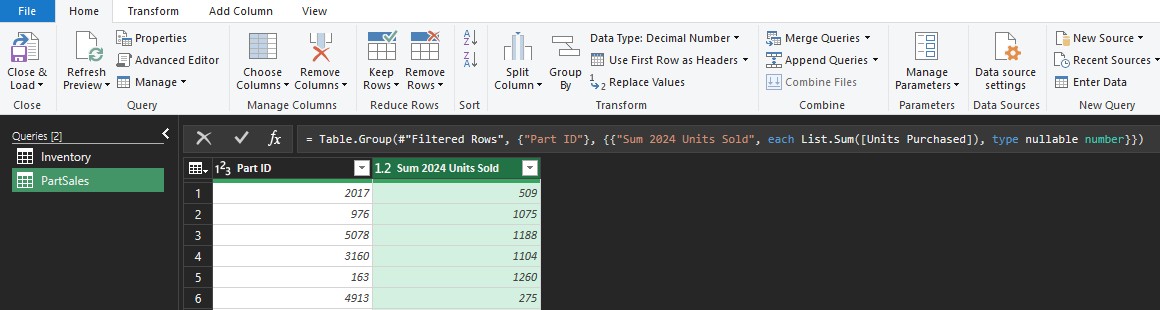 File Home Transform Add Column View
Close & Load Refresh Preview Properties Advanced Editor Manage Choose Columns Remove Columns Keep Rows Remove Rows A Z Z A Split Column Group By Data Type: Decimal Number Use First Row as Headers 1 2 Replace Values Merge Queries Append Queries Combine Files Manage Parameters Data source settings New Source Recent Sources Enter Data
Close Query Manage Columns Reduce Rows Sort Transform Combine Parameters Data Sources New Query
Queries [2]
Inventory
PartSales
fx = Table.Group(#"Filtered Rows", {"Part ID"}, {{"Sum 2024 Units Sold", each List.Sum([Units Purchased]), type nullable number}})
123 Part ID 1.2 Sum 2024 Units Sold
1 2017 509
2 976 1075
3 5078 1188
4 3160 1104
5 163 1260
6 4913 275